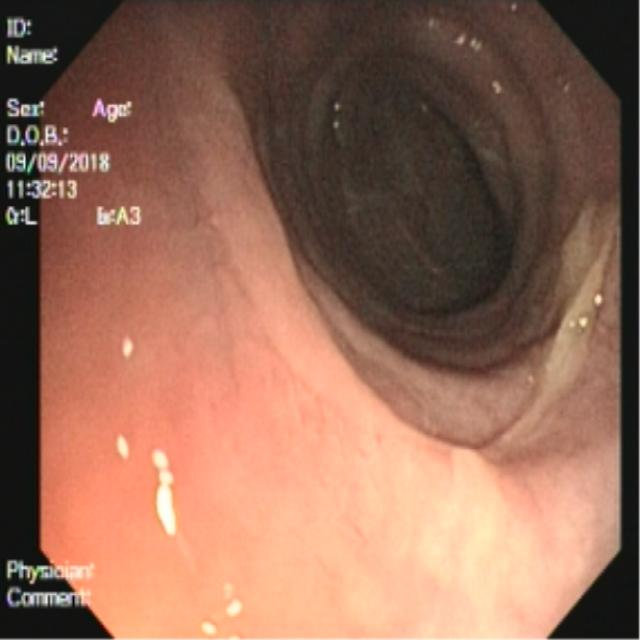 ID:
Name:
Sex: Age:
D.O.B.:
09/09/2018
11:32:13
Physician:
Comment: